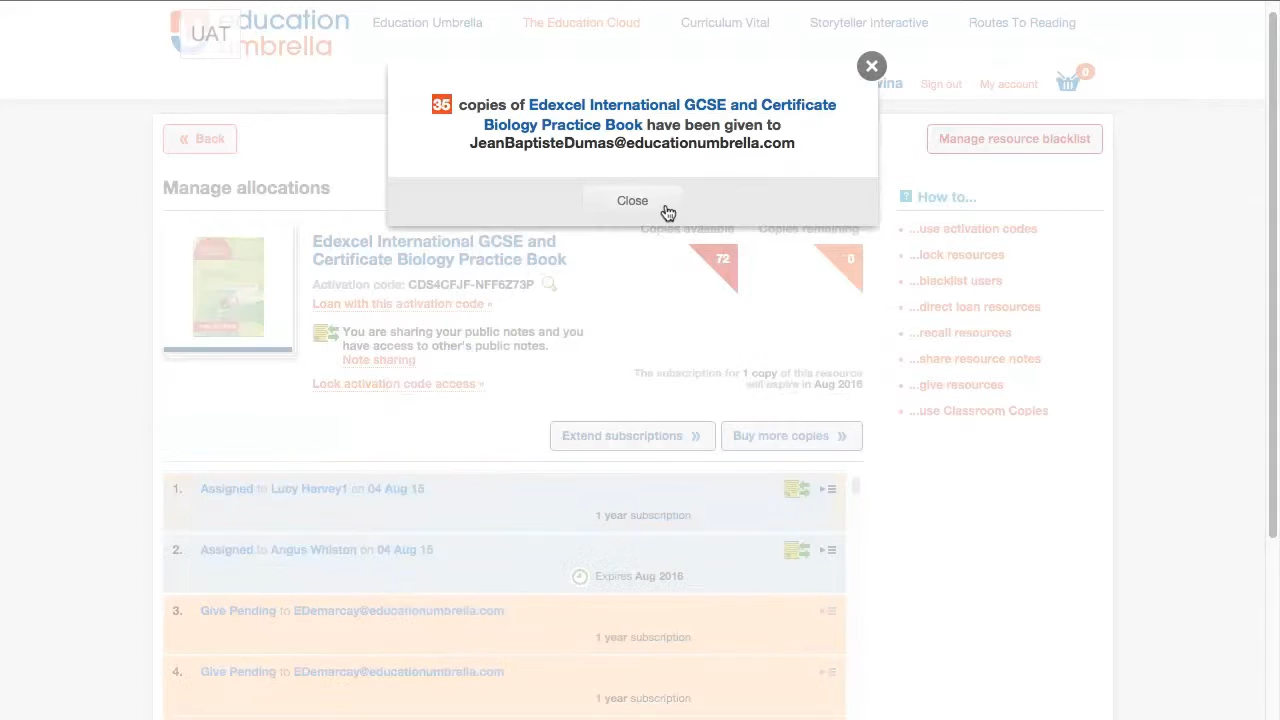 UAT
education
umbrella
Education Umbrella
The Education Cloud
Curriculum Vital
Storyteller Interactive
Routes To Reading
Sign out
My account
0
35 copies of Edexcel International GCSE and Certificate
Biology Practice Book have been given to
JeanBaptisteDumas@educationumbrella.com
Close
« Back
Manage resource blacklist
Manage allocations
Edexcel International GCSE and
Certificate Biology Practice Book
Activation code: CDS4CFJF-NFF6Z73P
Loan with this activation code »
You are sharing your public notes and you
have access to other's public notes.
Note sharing
Lock activation code access »
Copies available
Copies remaining
72
0
The subscription for 1 copy of this resource
will expire in Aug 2016
Extend subscriptions »
Buy more copies »
? How to...
...use activation codes
...lock resources
...blacklist users
...direct loan resources
...recall resources
...share resource notes
...give resources
...use Classroom Copies
1. Assigned to Lucy Harvey1 on 04 Aug 15
1 year subscription
2. Assigned to Angus Whiston on 04 Aug 15
Expires Aug 2016
3. Give Pending to EDemarcay@educationumbrella.com
1 year subscription
4. Give Pending to EDemarcay@educationumbrella.com
1 year subscription